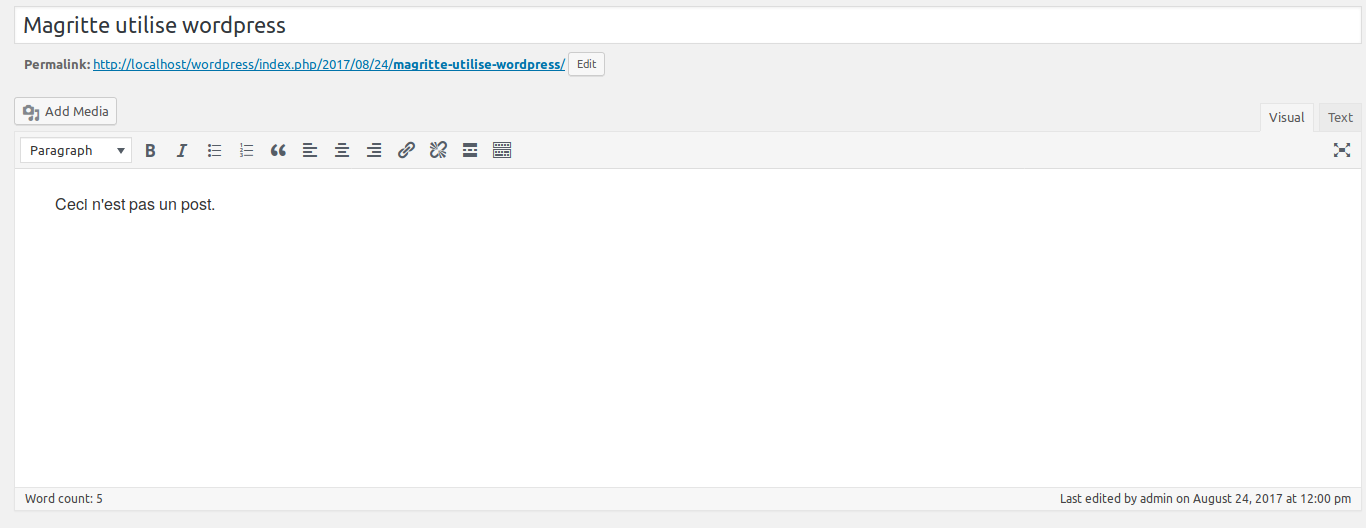 Magritte utilise wordpress
Permalink: http://localhost/wordpress/index.php/2017/08/24/magritte-utilise-wordpress/ Edit
Add Media
Visual Text
Paragraph
Ceci n'est pas un post.
Word count: 5 Last edited by admin on August 24, 2017 at 12:00 pm